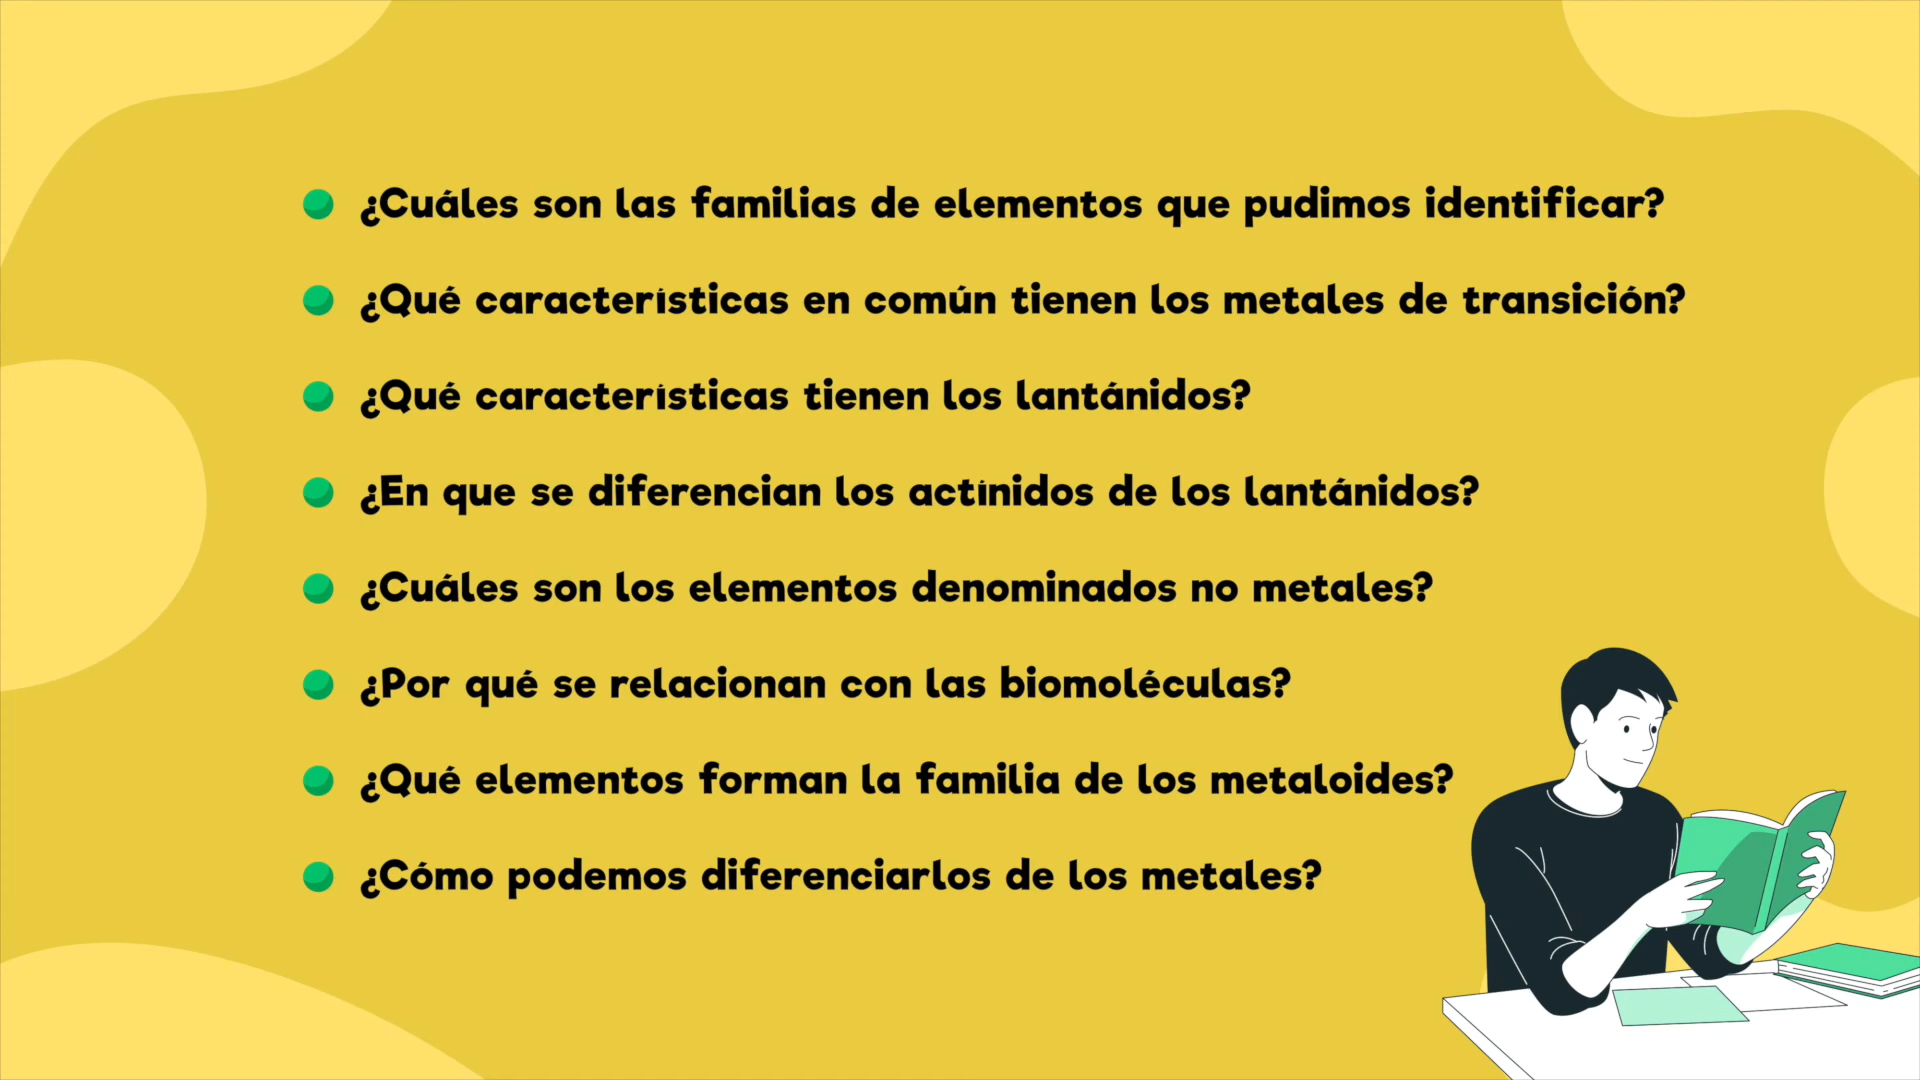 ¿Cuáles son las familias de elementos que pudimos identificar?
¿Qué características en común tienen los metales de transición?
¿Qué características tienen los lantánidos?
¿En que se diferencian los actínidos de los lantánidos?
¿Cuáles son los elementos denominados no metales?
¿Por qué se relacionan con las biomoléculas?
¿Qué elementos forman la familia de los metaloides?
¿Cómo podemos diferenciarlos de los metales?